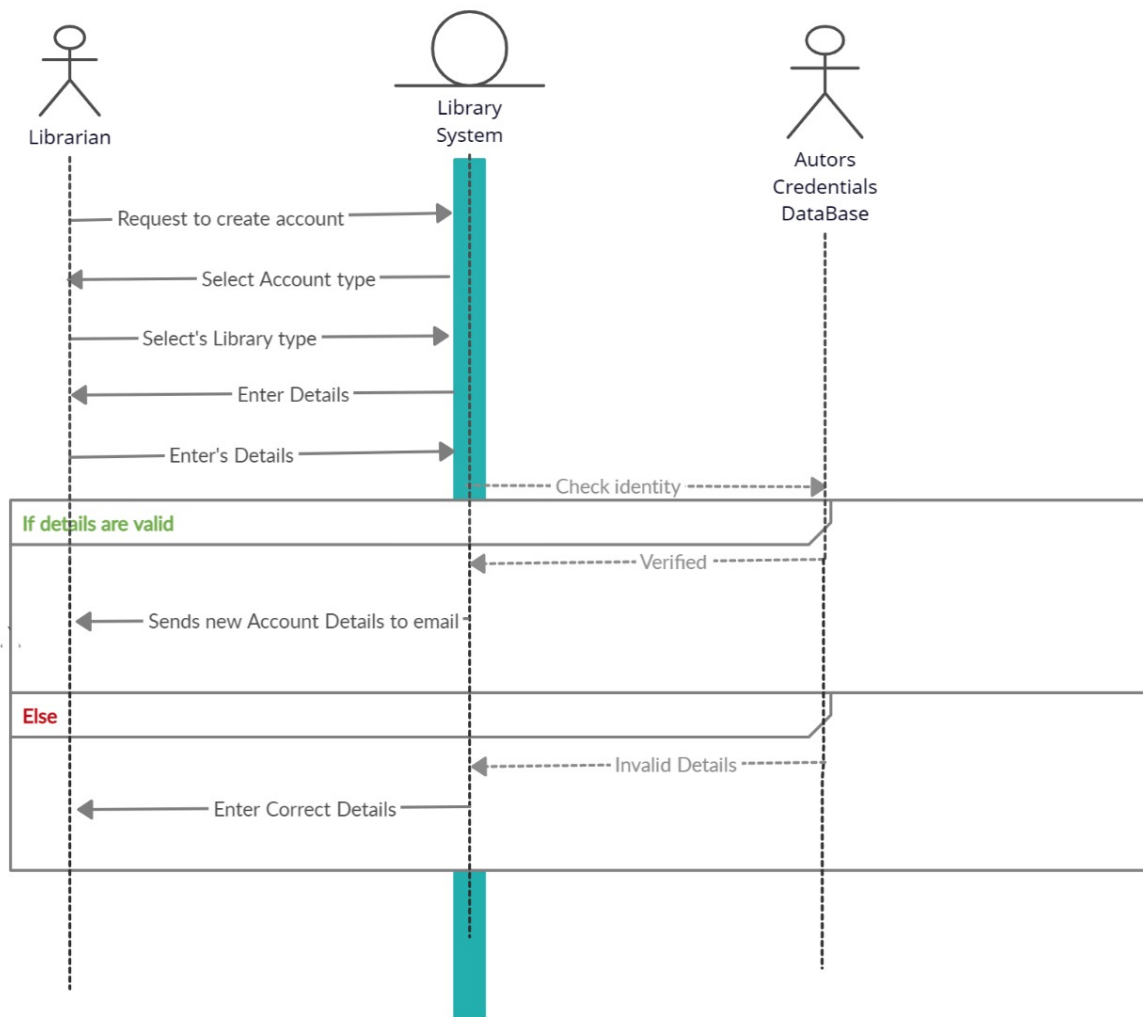 Librarian
Library
System
Autors
Credentials
DataBase
Request to create account
Select Account type
Select's Library type
Enter Details
Enter's Details
Check identity
If details are valid
Verified
Sends new Account Details to email
Else
Invalid Details
Enter Correct Details